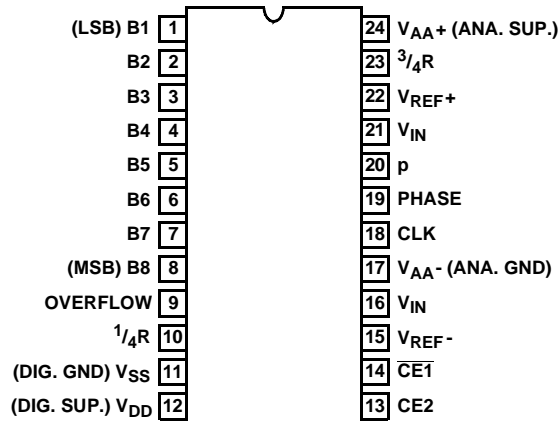 (LSB) B1 1 24 VAA+ (ANA. SUP.)
B2 2 23 3/4R
B3 3 22 VREF+
B4 4 21 VIN
B5 5 20 p
B6 6 19 PHASE
B7 7 18 CLK
(MSB) B8 8 17 VAA- (ANA. GND)
OVERFLOW 9 16 VIN
1/4R 10 15 VREF-
(DIG. GND) VSS 11 14 CE1
(DIG. SUP.) VDD 12 13 CE2